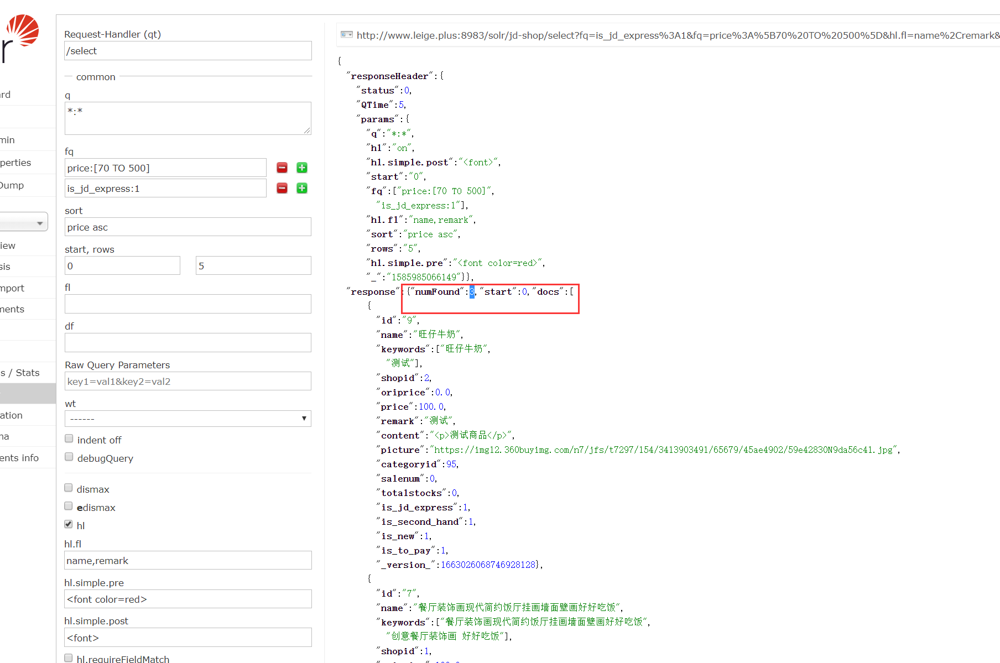 r
rd
min
perties
Dump
iew
sis
mport
ments
s / Stats
ation
ma
ents info
Request-Handler (qt)
/select
common
q
*:*
fq
price:[70 TO 500]
is_jd_express:1
sort
price asc
start, rows
0 5
fl
df
Raw Query Parameters
key1=val1&key2=val2
wt
------
indent off
debugQuery
dismax
edismax
hl
hl.fl
name,remark
hl.simple.pre
<font color=red>
hl.simple.post
<font>
hl.requireFieldMatch
http://www.leige.plus:8983/solr/jd-shop/select?fq=is_jd_express%3A1&fq=price%3A%5B70%20TO%20500%5D&hl.fl=name%2Cremark&
{
"responseHeader":{
"status":0,
"QTime":5,
"params":{
"q":"*:*",
"hl":"on",
"hl.simple.post":"<font>",
"start":"0",
"fq":["price:[70 TO 500]",
"is_jd_express:1"],
"hl.fl":"name,remark",
"sort":"price asc",
"rows":"5",
"hl.simple.pre":"<font color=red>",
"_":"1585985066149"}},
"response":{"numFound":3,"start":0,"docs":[
{
"id":"9",
"name":"旺仔牛奶",
"keywords":["旺仔牛奶",
"测试"],
"shopid":2,
"oriprice":0.0,
"price":100.0,
"remark":"测试",
"content":"<p>测试商品</p>",
"picture":"https://img12.360buyimg.com/n7/jfs/t7297/154/3413903491/65679/45ae4902/59e42830N9da56c41.jpg",
"categoryid":95,
"salenum":0,
"totalstocks":0,
"is_jd_express":1,
"is_second_hand":1,
"is_new":1,
"is_to_pay":1,
"_version_":1663026068746928128},
{
"id":"7",
"name":"餐厅装饰画现代简约饭厅挂画墙面壁画好好吃饭",
"keywords":["餐厅装饰画现代简约饭厅挂画墙面壁画好好吃饭",
"创意餐厅装饰画 好好吃饭"],
"shopid":1,